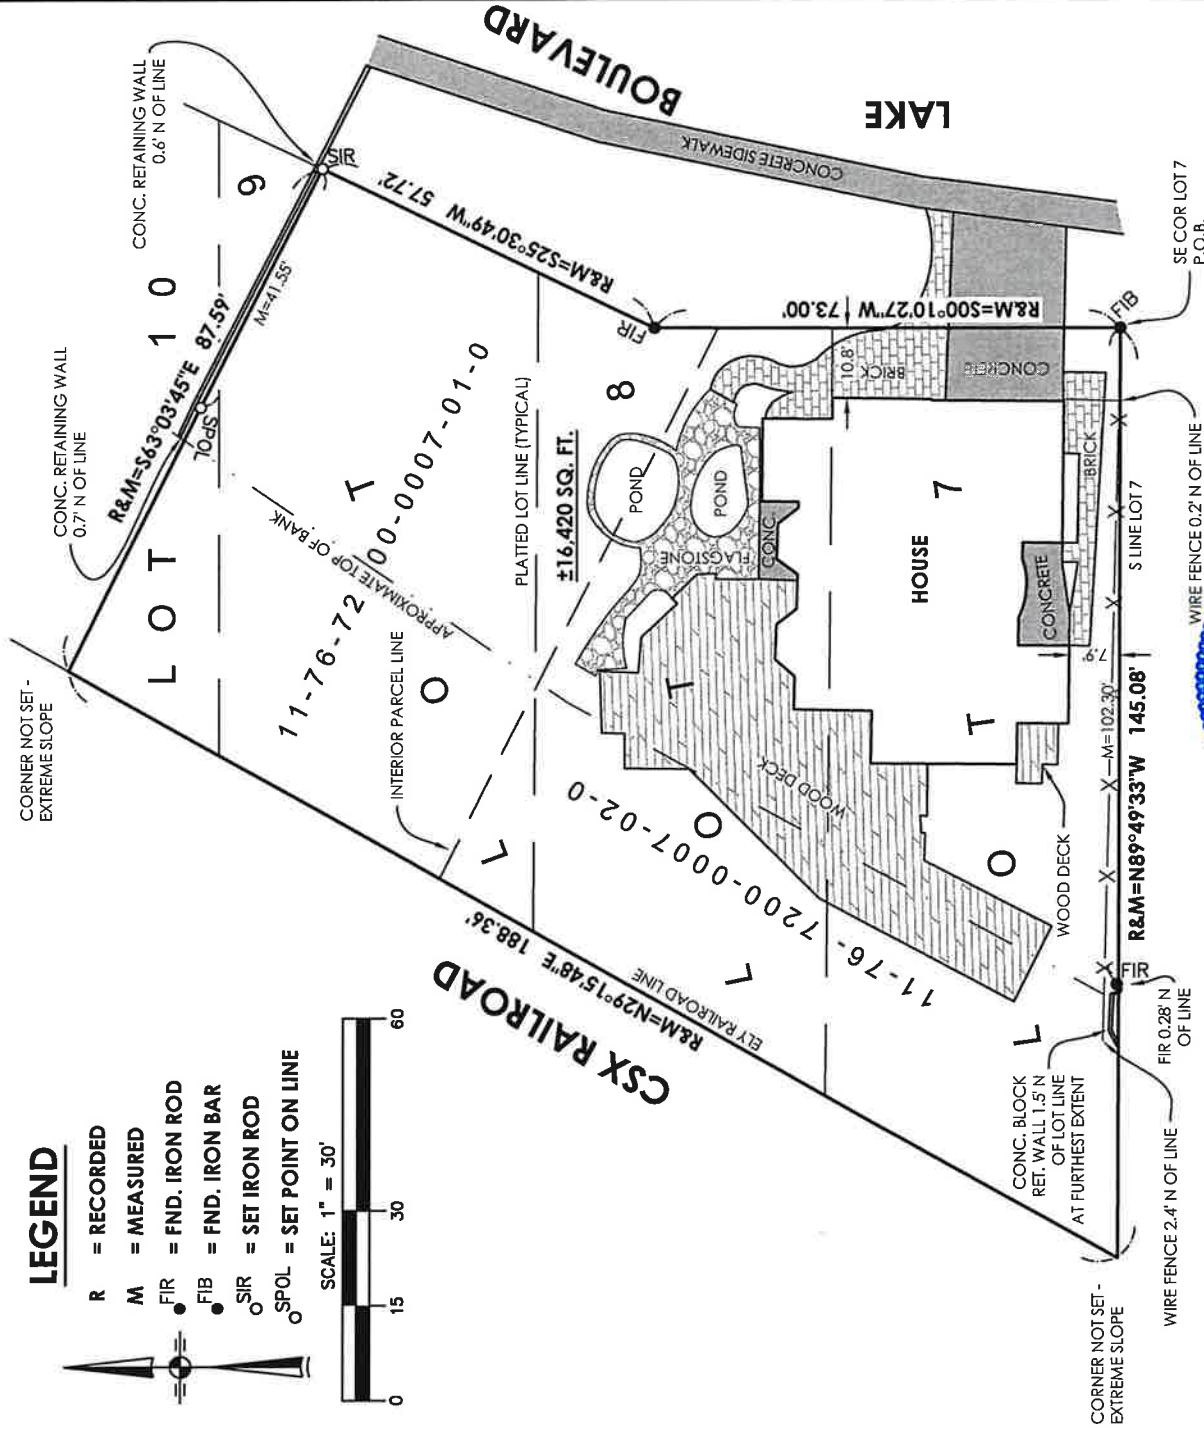 BOULEVARD
LAKE
CONCRETE SIDEWALK
CONC. RETAINING WALL
0.6' N OF LINE
CONC. RETAINING WALL
0.7' N OF LINE
SIR
R&M=S63°03'45"E 87.59'
M=41.55'
SPOL
R&M=S25°30'49"W 57.72'
LOT 10
9
CORNER NOT SET -
EXTREME SLOPE
11-76-7200-0007-01-0
APPROXIMATE TOP OF BANK
INTERIOR PARCEL LINE
PLATTED LOT LINE (TYPICAL)
±16,420 SQ. FT.
LOT
8
FIR
R&M=S00°10'27"W 73.00'
10.8'
BRICK
CONCRETE
CONCRETE
POND
POND
FLAGSTONE
CONC.
HOUSE
LOT
7
CONCRETE
BRICK
7.9'
WOOD DECK
WOOD DECK
11-76-7200-0007-02-0
FIB
SE COR LOT 7
P.O.B.
S LINE LOT 7
WIRE FENCE 0.2' N OF LINE
M=102.30'
R&M=N89°49'33"W 145.08'
FIR
FIR 0.28' N
OF LINE
CONC. BLOCK
RET. WALL 1.5' N
OF LOT LINE
AT FURTHEST EXTENT
WIRE FENCE 2.4' N OF LINE
CORNER NOT SET -
EXTREME SLOPE
R&M=N29°15'48"E 188.36'
ELY RAILROAD LINE
CSX RAILROAD
LEGEND
R = RECORDED
M = MEASURED
FIR = FND. IRON ROD
FIB = FND. IRON BAR
SIR = SET IRON ROD
SPOL = SET POINT ON LINE
SCALE: 1" = 30'
0 15 30 60